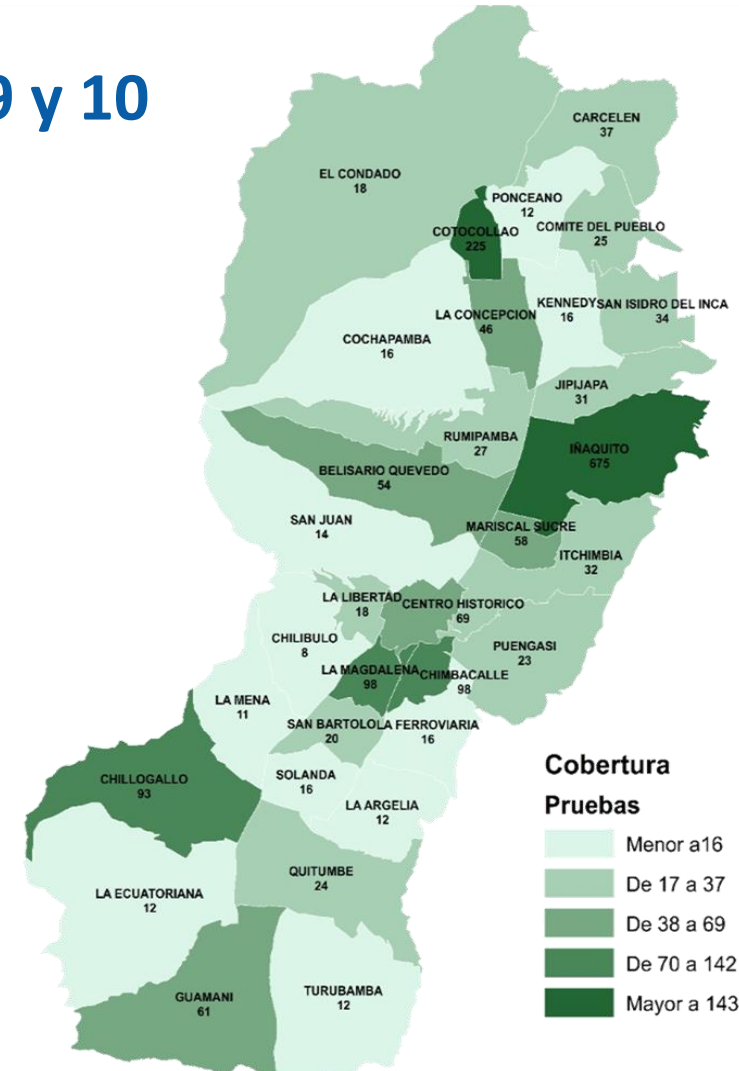 9 y 10
CARCELEN
37
EL CONDADO
18
PONCEANO
12
COTOCOLLAO
225
COMITE DEL PUEBLO
25
KENNEDY
16
SAN ISIDRO DEL INCA
34
LA CONCEPCION
46
COCHAPAMBA
16
JIPIJAPA
31
RUMIPAMBA
27
IÑAQUITO
675
BELISARIO QUEVEDO
54
SAN JUAN
14
MARISCAL SUCRE
58
ITCHIMBIA
32
LA LIBERTAD
18
CENTRO HISTORICO
69
CHILIBULO
8
PUENGASI
23
LA MAGDALENA
98
CHIMBACALLE
98
LA MENA
11
SAN BARTOLO
20
LA FERROVIARIA
16
CHILLOGALLO
93
SOLANDA
16
LA ARGELIA
12
QUITUMBE
24
LA ECUATORIANA
12
GUAMANI
61
TURUBAMBA
12
Cobertura
Pruebas
Menor a16
De 17 a 37
De 38 a 69
De 70 a 142
Mayor a 143